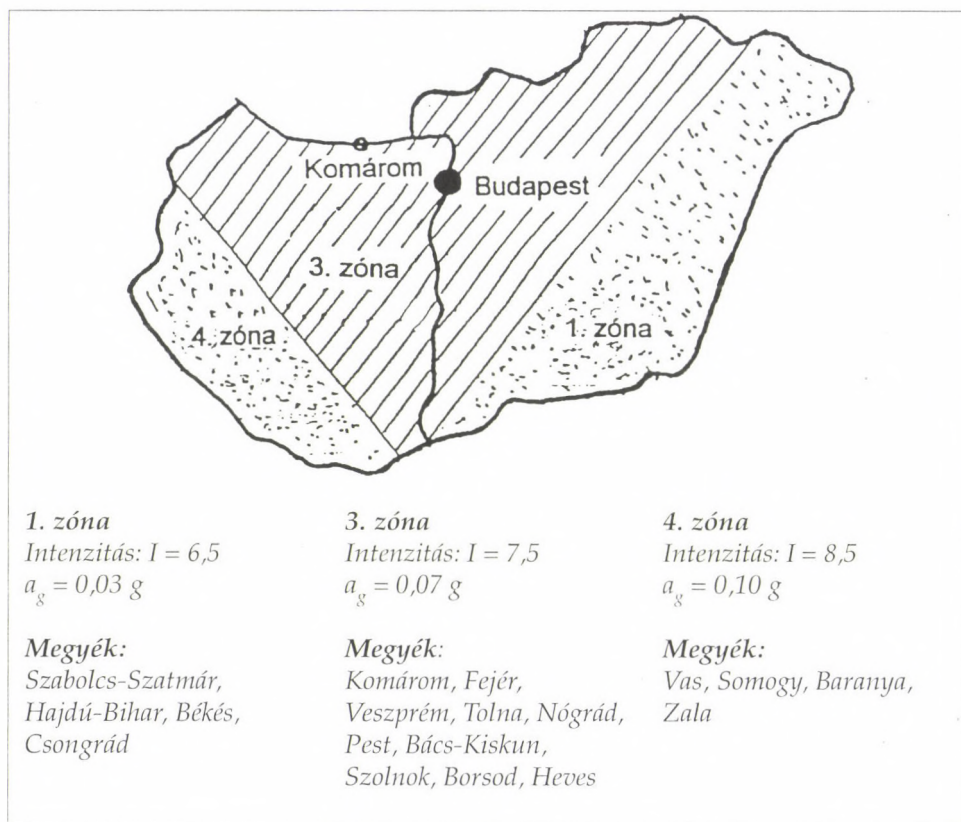 Komárom
Budapest
3. zóna
4. zóna
1. zóna
1. zóna
Intenzitás: I = 6,5
a_g = 0,03 g
Megyék:
Szabolcs-Szatmár,
Hajdú-Bihar, Békés,
Csongrád
3. zóna
Intenzitás: I = 7,5
a_g = 0,07 g
Megyék:
Komárom, Fejér,
Veszprém, Tolna, Nógrád,
Pest, Bács-Kiskun,
Szolnok, Borsod, Heves
4. zóna
Intenzitás: I = 8,5
a_g = 0,10 g
Megyék:
Vas, Somogy, Baranya,
Zala